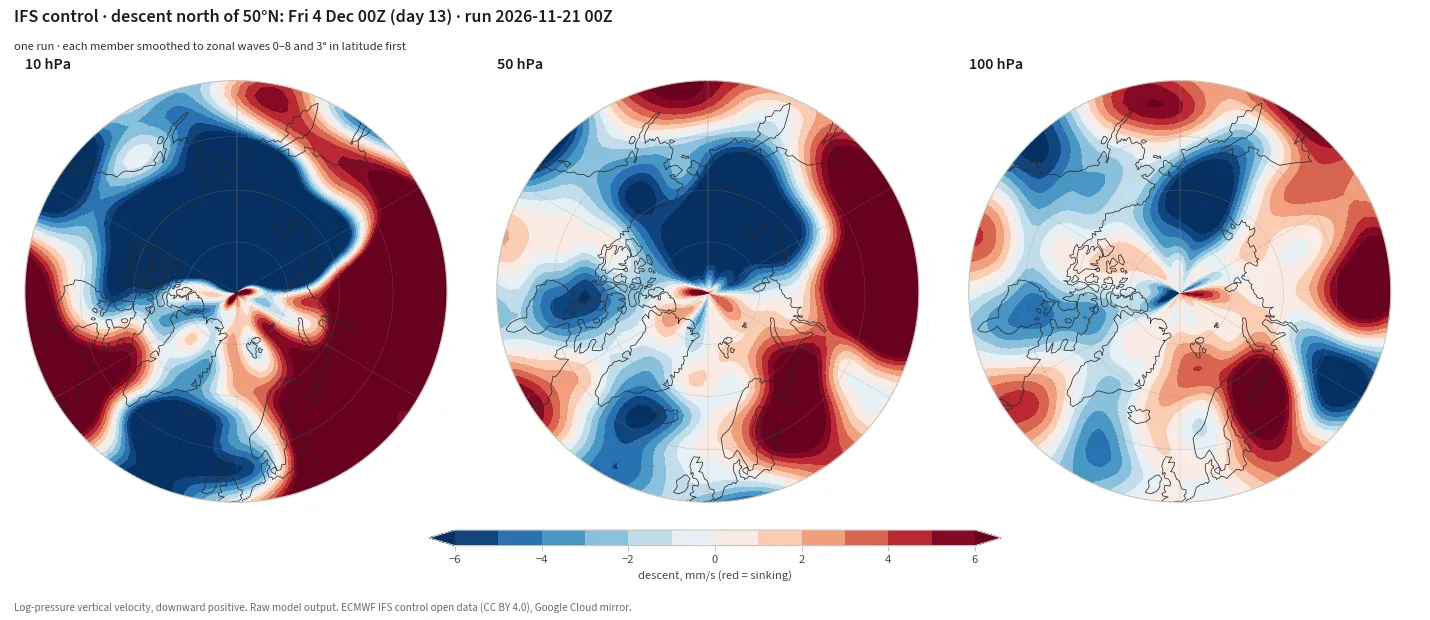 IFS control · descent north of 50°N: Fri 4 Dec 00Z (day 13) · run 2026-11-21 00Z
one run · each member smoothed to zonal waves 0–8 and 3° in latitude first
10 hPa
50 hPa
100 hPa
−6
−4
−2
0
2
4
6
descent, mm/s (red = sinking)
Log-pressure vertical velocity, downward positive. Raw model output. ECMWF IFS control open data (CC BY 4.0), Google Cloud mirror.